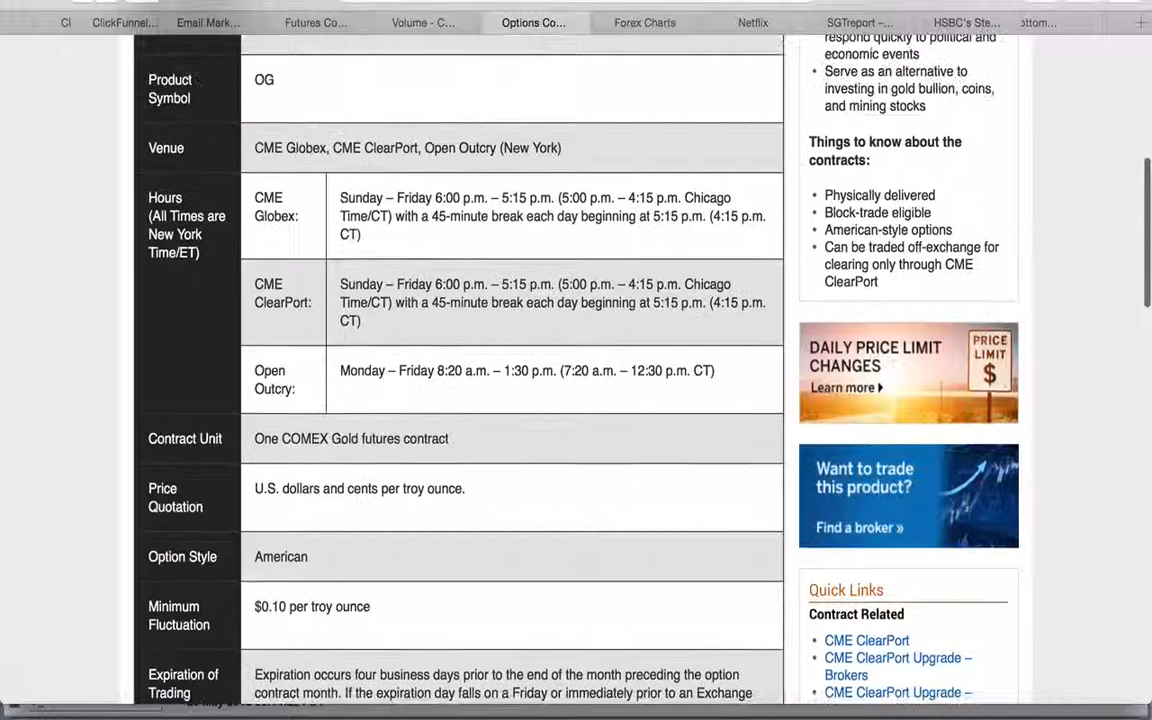 Cl
ClickFunnel...
Email Mark...
Futures Co...
Volume - C...
Options Co...
Forex Charts
Netflix
SGTreport –...
HSBC's Ste...
ottom...
+
Product
Symbol
OG
Venue
CME Globex, CME ClearPort, Open Outcry (New York)
Hours
(All Times are
New York
Time/ET)
CME
Globex:
Sunday – Friday 6:00 p.m. – 5:15 p.m. (5:00 p.m. – 4:15 p.m. Chicago
Time/CT) with a 45-minute break each day beginning at 5:15 p.m. (4:15 p.m.
CT)
CME
ClearPort:
Sunday – Friday 6:00 p.m. – 5:15 p.m. (5:00 p.m. – 4:15 p.m. Chicago
Time/CT) with a 45-minute break each day beginning at 5:15 p.m. (4:15 p.m.
CT)
Open
Outcry:
Monday – Friday 8:20 a.m. – 1:30 p.m. (7:20 a.m. – 12:30 p.m. CT)
Contract Unit
One COMEX Gold futures contract
Price
Quotation
U.S. dollars and cents per troy ounce.
Option Style
American
Minimum
Fluctuation
$0.10 per troy ounce
Expiration of
Trading
Expiration occurs four business days prior to the end of the month preceding the option
contract month. If the expiration day falls on a Friday or immediately prior to an Exchange
respond quickly to political and
economic events
• Serve as an alternative to
investing in gold bullion, coins,
and mining stocks
Things to know about the
contracts:
• Physically delivered
• Block-trade eligible
• American-style options
• Can be traded off-exchange for
clearing only through CME
ClearPort
DAILY PRICE LIMIT
CHANGES
Learn more
PRICE
LIMIT
$
Want to trade
this product?
Find a broker »
Quick Links
Contract Related
• CME ClearPort
• CME ClearPort Upgrade –
Brokers
• CME ClearPort Upgrade –